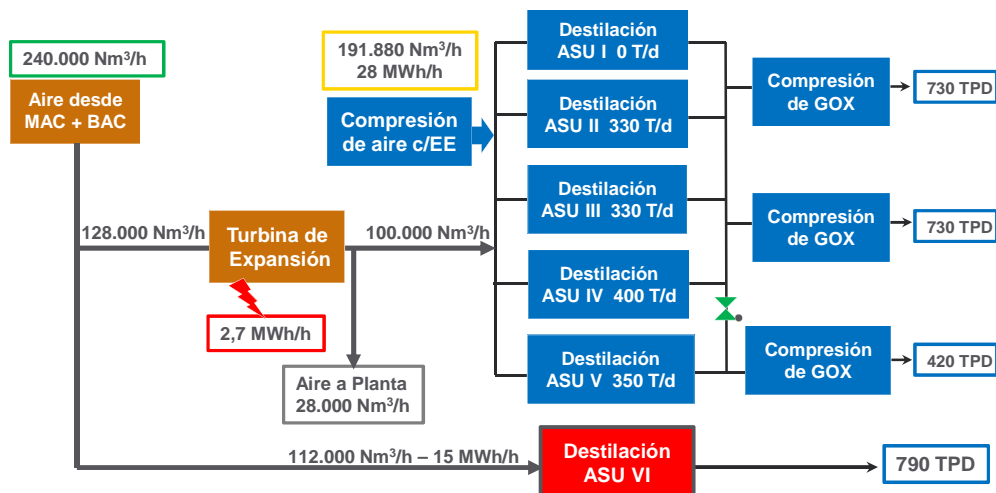 240.000 Nm³/h
Aire desde
MAC + BAC
191.880 Nm³/h
28 MWh/h
Compresión
de aire c/EE
Destilación
ASU I 0 T/d
Destilación
ASU II 330 T/d
Destilación
ASU III 330 T/d
Destilación
ASU IV 400 T/d
Destilación
ASU V 350 T/d
Compresión
de GOX
730 TPD
Compresión
de GOX
730 TPD
Compresión
de GOX
420 TPD
128.000 Nm³/h
Turbina de
Expansión
100.000 Nm³/h
2,7 MWh/h
Aire a Planta
28.000 Nm³/h
112.000 Nm³/h – 15 MWh/h
Destilación
ASU VI
790 TPD